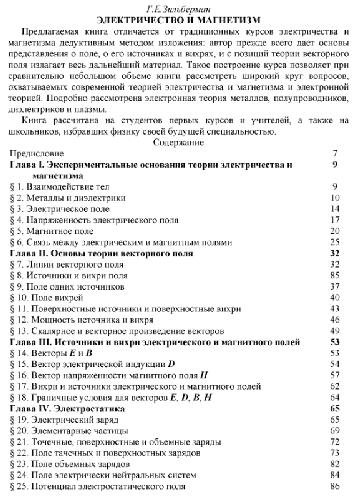 Г.Е.Зильберман
ЭЛЕКТРИЧЕСТВО И МАГНЕТИЗМ
Предлагаемая книга отличается от традиционных курсов электричества и
магнетизма дедуктивным методом изложения: автор прежде всего дает основы
представления о поле, о его источниках и вихрях, и с позиций теории векторного
поля излагает весь дальнейший материал. Такое построение курса позволяет при
сравнительно небольшом объеме книги рассмотреть широкий круг вопросов,
охватываемых современной теорией электричества и магнетизма и электронной
теорией. Подробно рассмотрена электронная теория металлов, полупроводников,
диэлектриков и плазмы.
Книга рассчитана на студентов первых курсов и учителей, а также на
школьников, избравших физику своей будущей специальностью.
Содержание
Предисловие 7
Глава I. Экспериментальные основания теории электричества и 9
магнетизма
§ 1. Взаимодействие тел 9
§ 2. Металлы и диэлектрики 10
§ 3. Электрическое поле 14
§ 4. Напряженность электрического поля 17
§ 5. Магнитное поле 20
§ 6. Связь между электрическим и магнитным полями 25
Глава II. Основы теории векторного поля 32
§ 7. Линии векторного поля 32
§ 8. Источники и вихри поля 85
§ 9. Поле одних источников 37
§ 10. Поле вихрей 40
§ 11. Поверхностные источники и поверхностные вихри 43
§ 12. Мощность источника и вихря 46
§ 13. Скалярное и векторное произведение векторов 49
Глава III. Источники и вихри электрического и магнитного полей 53
§ 14. Векторы E и B 53
§ 15. Вектор электрической индукции D 54
§ 16. Вектор напряженности магнитного поля H 57
§ 17. Вихри и источники электрического и магнитного полей 62
§ 18. Граничные условия для векторов E, D, B, H 64
Глава IV. Электростатика 65
§ 19. Электрический заряд 65
§ 20. Элементарные частицы 69
§ 21. Точечные, поверхностные и объемные заряды 72
§ 22. Поле точечных и поверхностных зарядов 73
§ 23. Поле объемных зарядов 82
§ 24. Поле электрически нейтральных систем 84
§ 25. Потенциал электростатического поля 86